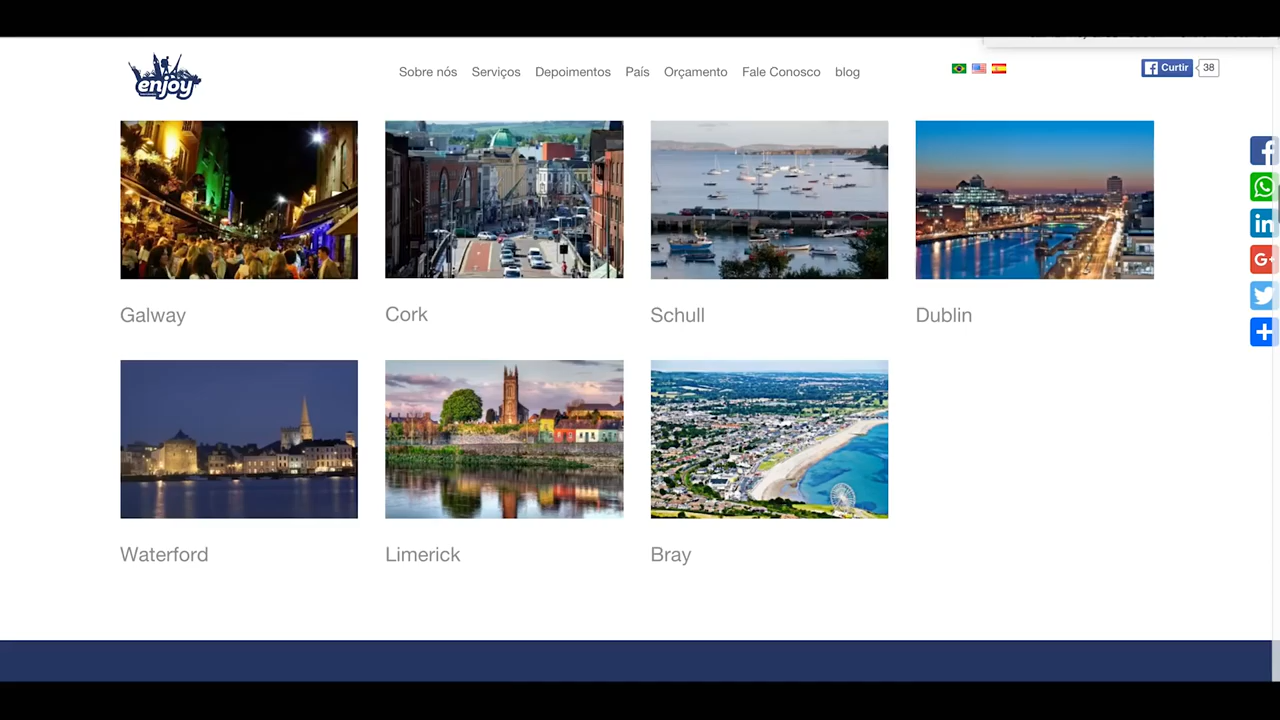 enjoy
Sobre nós Serviços Depoimentos País Orçamento Fale Conosco blog
Curtir 38
Galway Cork Schull Dublin
Waterford Limerick Bray